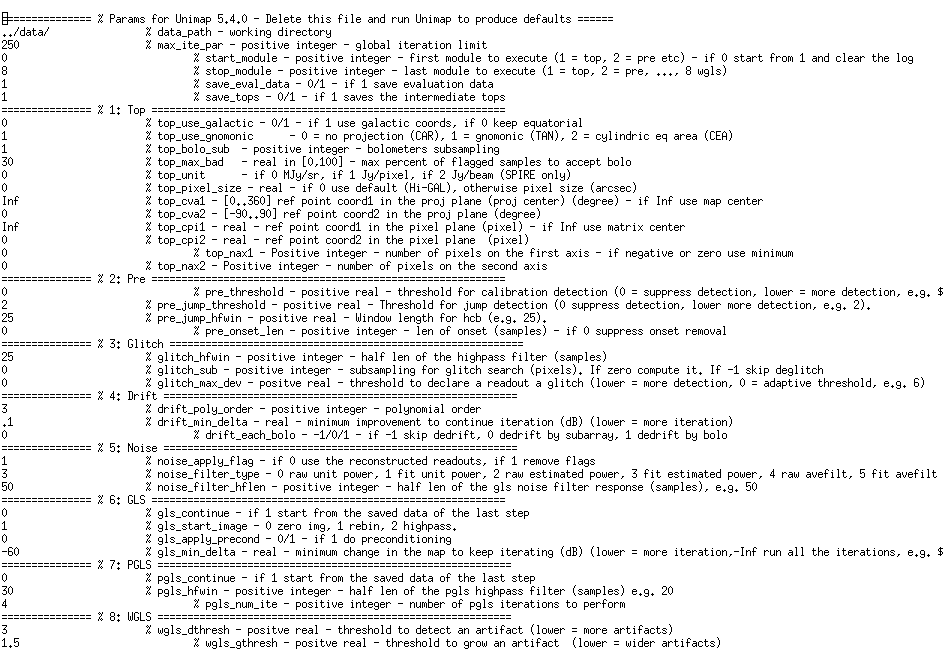 =============== % Params for Unimap 5.4.0 - Delete this file and run Unimap to produce defaults ======
../data/ % data_path - working directory
250 % max_ite_par - positive integer - global iteration limit
0 % start_module - positive integer - first module to execute (1 = top, 2 = pre etc) - if 0 start from 1 and clear the log
8 % stop_module - positive integer - last module to execute (1 = top, 2 = pre, ..., 8 wgls)
1 % save_eval_data - 0/1 - if 1 save evaluation data
1 % save_tops - 0/1 - if 1 saves the intermediate tops
=============== % 1: Top ===========================================================
0 % top_use_galactic - 0/1 - if 1 use galactic coords, if 0 keep equatorial
1 % top_use_gnomonic - 0 = no projection (CAR), 1 = gnomonic (TAN), 2 = cylindric eq area (CEA)
1 % top_bolo_sub - positive integer - bolometers subsampling
30 % top_max_bad - real in [0,100] - max percent of flagged samples to accept bolo
0 % top_unit - if 0 MJy/sr, if 1 Jy/pixel, if 2 Jy/beam (SPIRE only)
0 % top_pixel_size - real - if 0 use default (Hi-GAL), otherwise pixel size (arcsec)
Inf % top_cva1 - [0..360] ref point coord1 in the proj plane (proj center) (degree) - if Inf use map center
0 % top_cva2 - [-90..90] ref point coord2 in the proj plane (degree)
Inf % top_cpi1 - real - ref point coord1 in the pixel plane (pixel) - if Inf use matrix center
0 % top_cpi2 - real - ref point coord2 in the pixel plane (pixel)
0 % top_nax1 - Positive integer - number of pixels on the first axis - if negative or zero use minimum
0 % top_nax2 - Positive integer - number of pixels on the second axis
=============== % 2: Pre ===========================================================
0 % pre_threshold - positive real - threshold for calibration detection (0 = suppress detection, lower = more detection, e.g. $
2 % pre_jump_threshold - positive real - Threshold for jump detection (0 suppress detection, lower more detection, e.g. 2).
25 % pre_jump_hfwin - positive real - Window length for hcb (e.g. 25).
0 % pre_onset_len - positive integer - len of onset (samples) - if 0 suppress onset removal
=============== % 3: Glitch ===========================================================
25 % glitch_hfwin - positive integer - half len of the highpass filter (samples)
0 % glitch_sub - positive integer - subsampling for glitch search (pixels). If zero compute it. If -1 skip deglitch
0 % glitch_max_dev - positve real - threshold to declare a readout a glitch (lower = more detection, 0 = adaptive threshold, e.g. 6)
=============== % 4: Drift ===========================================================
3 % drift_poly_order - positive integer - polynomial order
.1 % drift_min_delta - real - minimum improvement to continue iteration (dB) (lower = more iteration)
0 % drift_each_bolo - -1/0/1 - if -1 skip dedrift, 0 dedrift by subarray, 1 dedrift by bolo
=============== % 5: Noise ===========================================================
1 % noise_apply_flag - if 0 use the reconstructed readouts, if 1 remove flags
3 % noise_filter_type - 0 raw unit power, 1 fit unit power, 2 raw estimated power, 3 fit estimated power, 4 raw avefilt, 5 fit avefilt
50 % noise_filter_hflen - positive integer - half len of the gls noise filter response (samples), e.g. 50
=============== % 6: GLS ===========================================================
0 % gls_continue - if 1 start from the saved data of the last step
1 % gls_start_image - 0 zero img, 1 rebin, 2 highpass.
0 % gls_apply_precond - 0/1 - if 1 do preconditioning
-60 % gls_min_delta - real - minimum change in the map to keep iterating (dB) (lower = more iteration,-Inf run all the iterations, e.g. $
=============== % 7: PGLS ===========================================================
0 % pgls_continue - if 1 start from the saved data of the last step
30 % pgls_hfwin - positive integer - half len of the pgls highpass filter (samples) e.g. 20
4 % pgls_num_ite - positive integer - number of pgls iterations to perform
=============== % 8: WGLS ===========================================================
3 % wgls_dthresh - positve real - threshold to detect an artifact (lower = more artifacts)
1.5 % wgls_gthresh - positve real - threshold to grow an artifact (lower = wider artifacts)